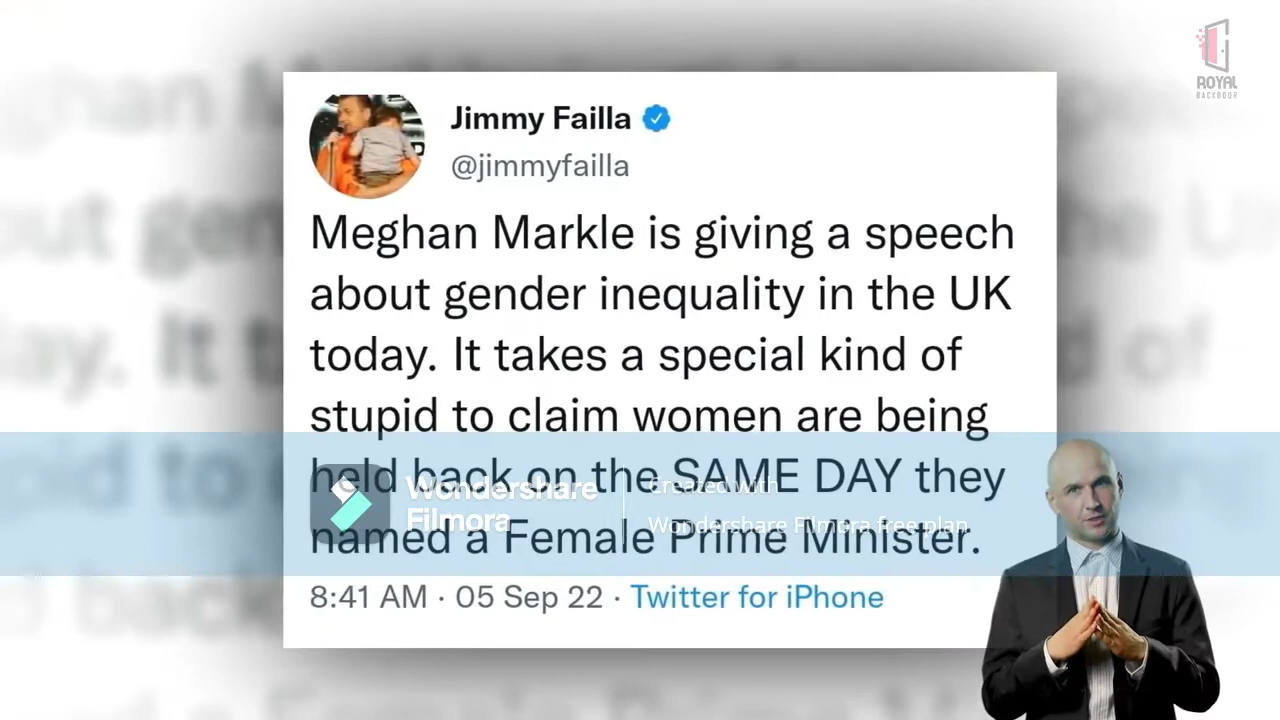 ROYAL
BACKDOOR
Jimmy Failla
@jimmyfailla
Meghan Markle is giving a speech
about gender inequality in the UK
today. It takes a special kind of
stupid to claim women are being
held back on the SAME DAY they
Wondershare
Filmora
Created with
Wondershare Filmora free plan
named a Female Prime Minister.
8:41 AM · 05 Sep 22 · Twitter for iPhone